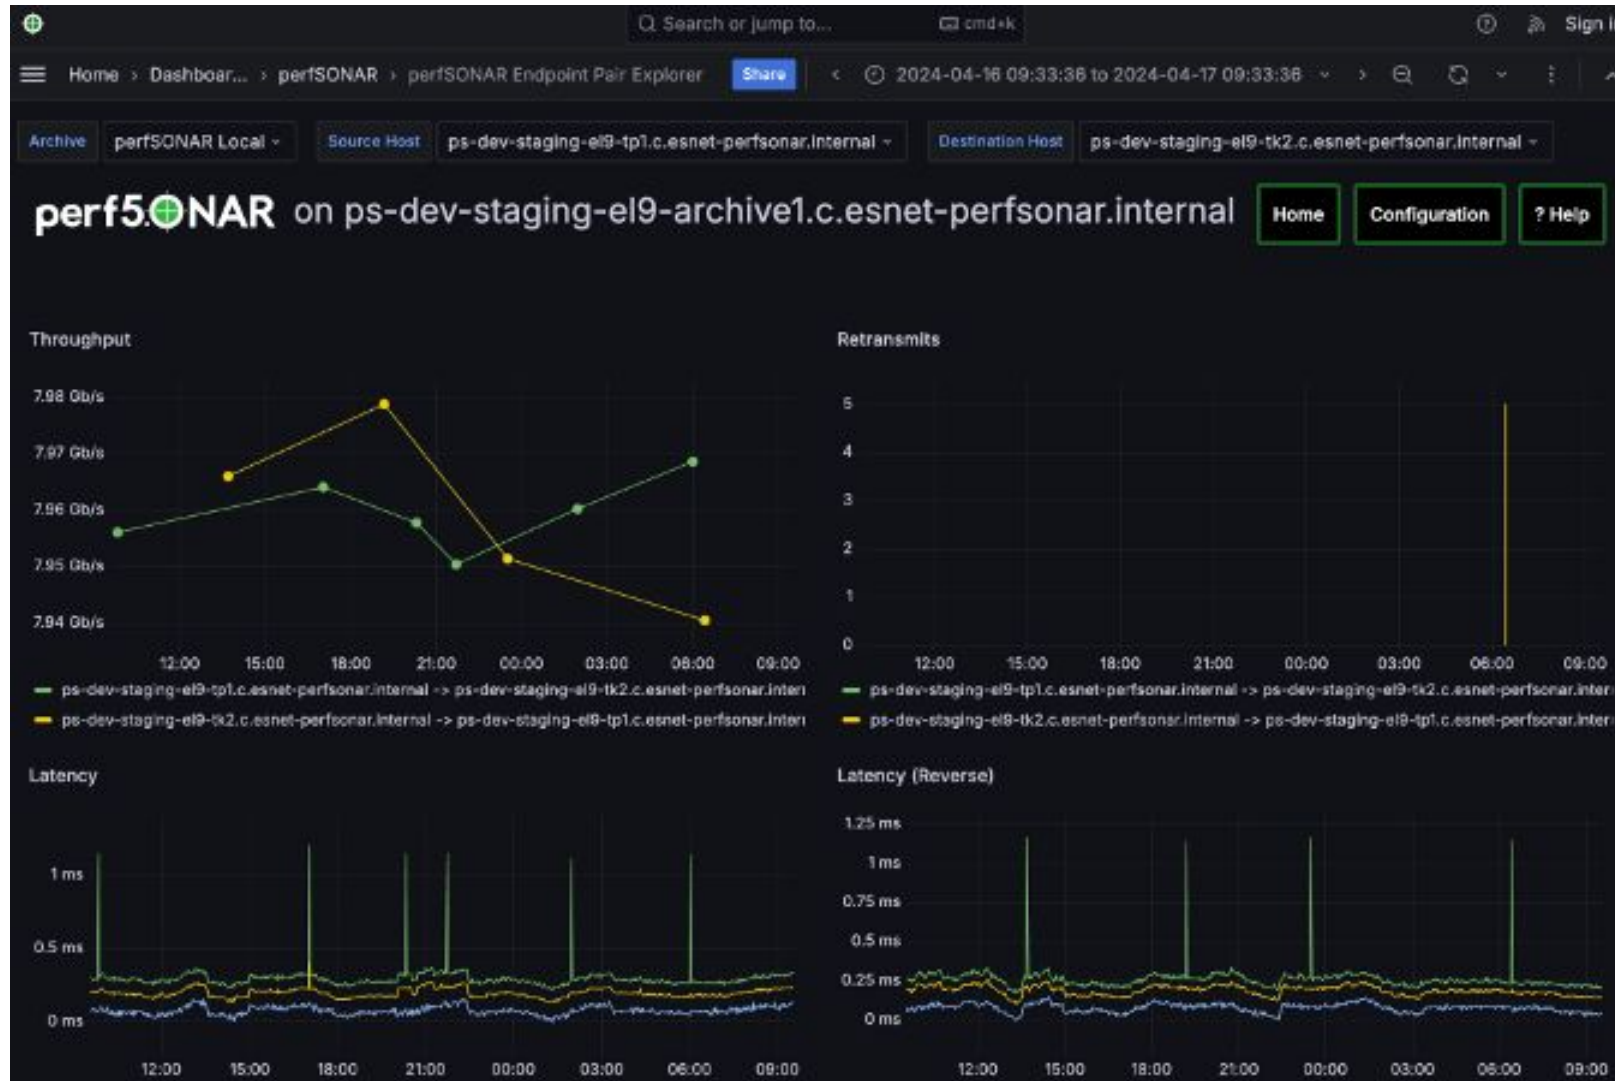 Search or jump to... cmd+k Sign i
Home › Dashboar... › perfSONAR › perfSONAR Endpoint Pair Explorer Share 2024-04-16 09:33:36 to 2024-04-17 09:33:36
Archive perfSONAR Local Source Host ps-dev-staging-el9-tp1.c.esnet-perfsonar.internal Destination Host ps-dev-staging-el9-tk2.c.esnet-perfsonar.internal
perfSONAR on ps-dev-staging-el9-archive1.c.esnet-perfsonar.internal Home Configuration ? Help
Throughput
7.98 Gb/s
7.97 Gb/s
7.96 Gb/s
7.95 Gb/s
7.94 Gb/s
12:00 15:00 18:00 21:00 00:00 03:00 06:00 09:00
ps-dev-staging-el9-tp1.c.esnet-perfsonar.internal -> ps-dev-staging-el9-tk2.c.esnet-perfsonar.intern
ps-dev-staging-el9-tk2.c.esnet-perfsonar.internal -> ps-dev-staging-el9-tp1.c.esnet-perfsonar.intern
Retransmits
5
4
3
2
1
0
12:00 15:00 18:00 21:00 00:00 03:00 06:00 09:00
ps-dev-staging-el9-tp1.c.esnet-perfsonar.internal -> ps-dev-staging-el9-tk2.c.esnet-perfsonar.inter
ps-dev-staging-el9-tk2.c.esnet-perfsonar.internal -> ps-dev-staging-el9-tp1.c.esnet-perfsonar.inter
Latency
1 ms
0.5 ms
0 ms
12:00 15:00 18:00 21:00 00:00 03:00 06:00 09:00
Latency (Reverse)
1.25 ms
1 ms
0.75 ms
0.5 ms
0.25 ms
0 ms
12:00 15:00 18:00 21:00 00:00 03:00 06:00 09:00